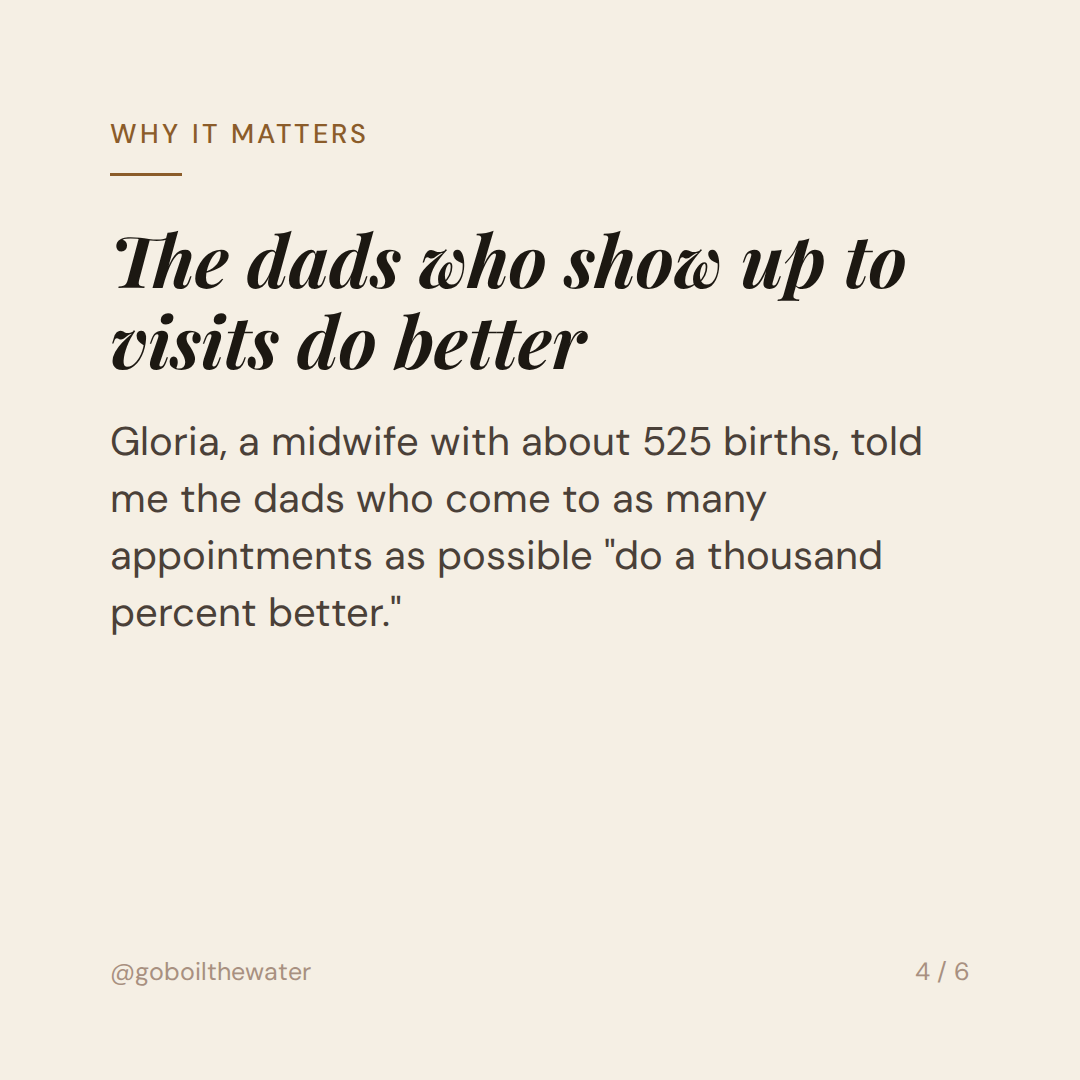 WHY IT MATTERS
The dads who show up to
visits do better
Gloria, a midwife with about 525 births, told
me the dads who come to as many
appointments as possible "do a thousand
percent better."
@goboilthewater
4 / 6